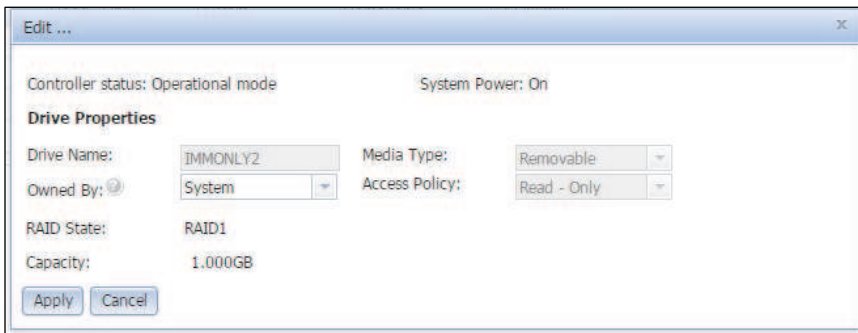 Edit ...
x
Controller status: Operational mode System Power: On
Drive Properties
Drive Name: IMMONLY2 Media Type: Removable
Owned By: System Access Policy: Read - Only
RAID State: RAID1
Capacity: 1.000GB
Apply Cancel